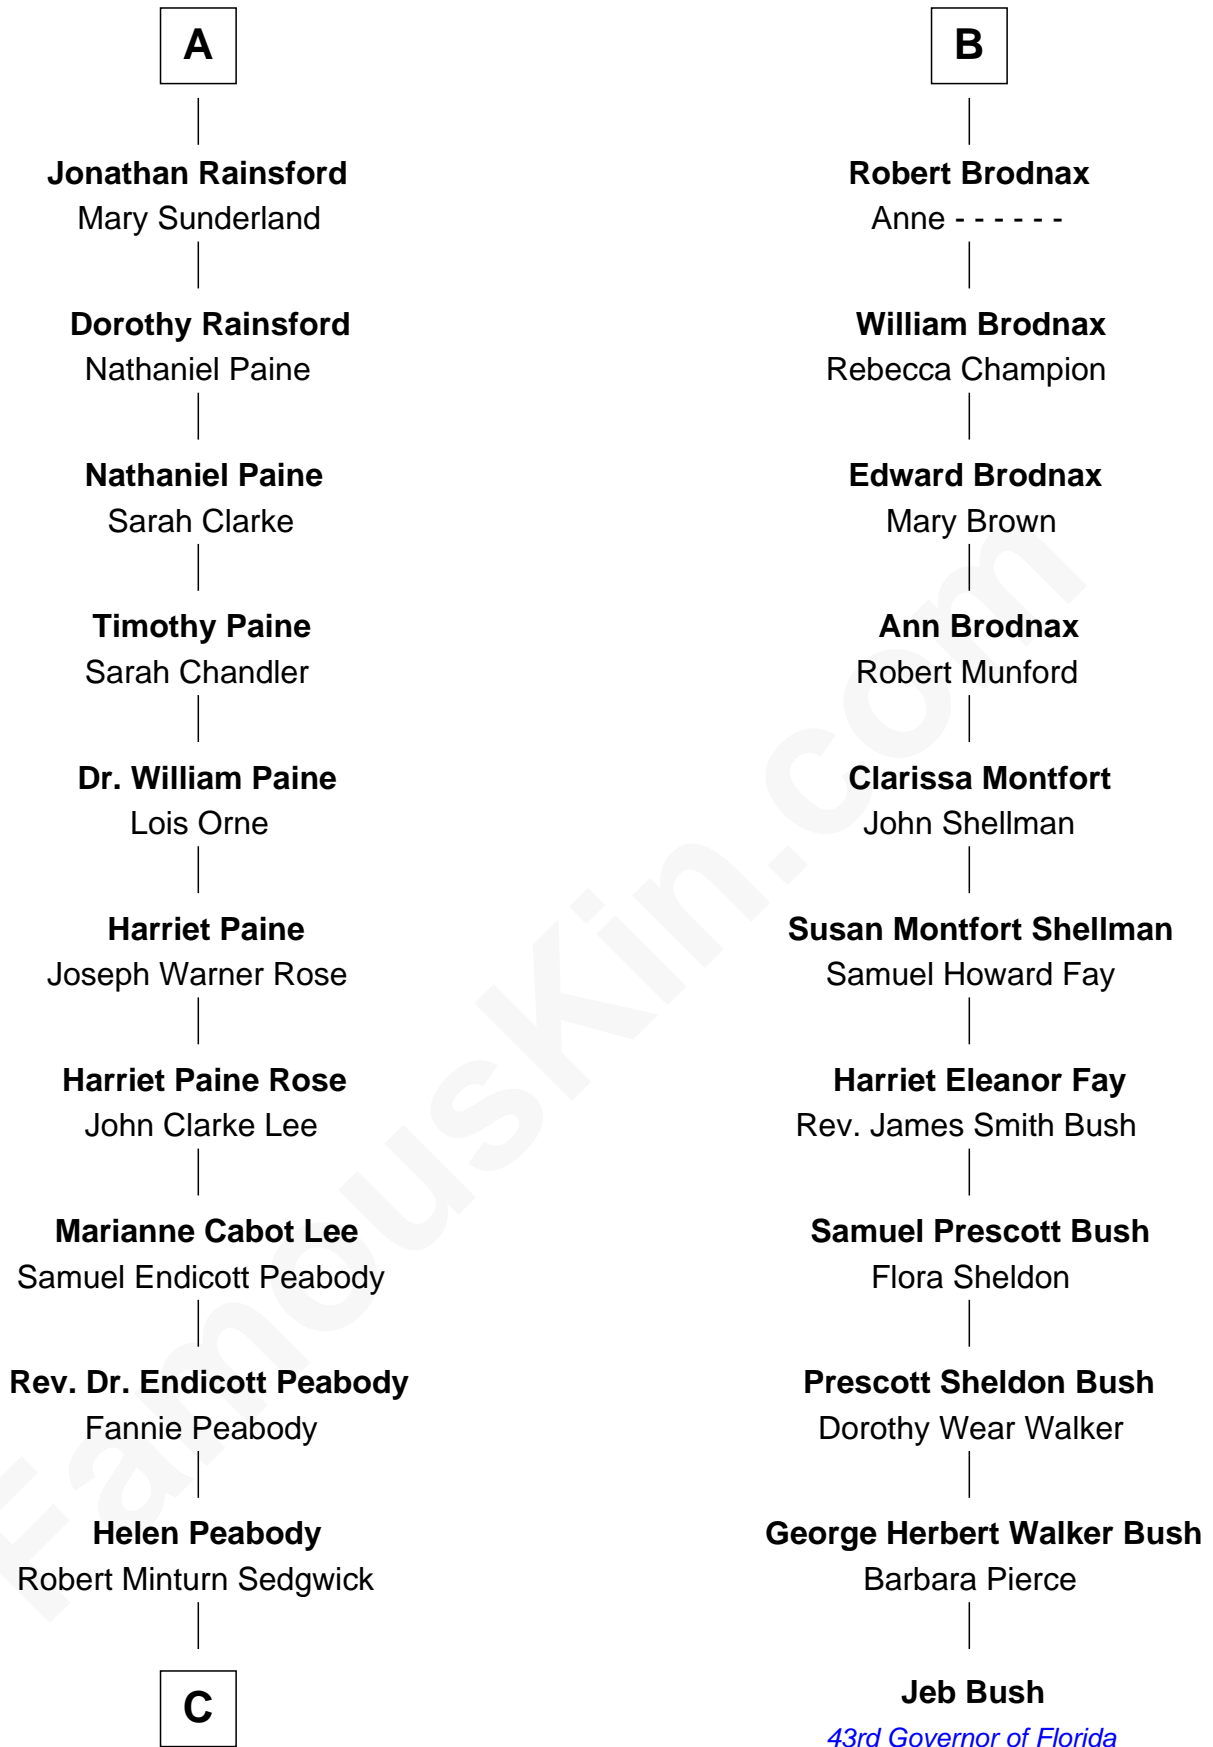 A
Jonathan Rainsford
Mary Sunderland
Dorothy Rainsford
Nathaniel Paine
Nathaniel Paine
Sarah Clarke
Timothy Paine
Sarah Chandler
Dr. William Paine
Lois Orne
Harriet Paine
Joseph Warner Rose
Harriet Paine Rose
John Clarke Lee
Marianne Cabot Lee
Samuel Endicott Peabody
Rev. Dr. Endicott Peabody
Fannie Peabody
Helen Peabody
Robert Minturn Sedgwick
C
B
Robert Brodnax
Anne - - - - - -
William Brodnax
Rebecca Champion
Edward Brodnax
Mary Brown
Ann Brodnax
Robert Munford
Clarissa Montfort
John Shellman
Susan Montfort Shellman
Samuel Howard Fay
Harriet Eleanor Fay
Rev. James Smith Bush
Samuel Prescott Bush
Flora Sheldon
Prescott Sheldon Bush
Dorothy Wear Walker
George Herbert Walker Bush
Barbara Pierce
Jeb Bush
43rd Governor of Florida
FamousKin.com